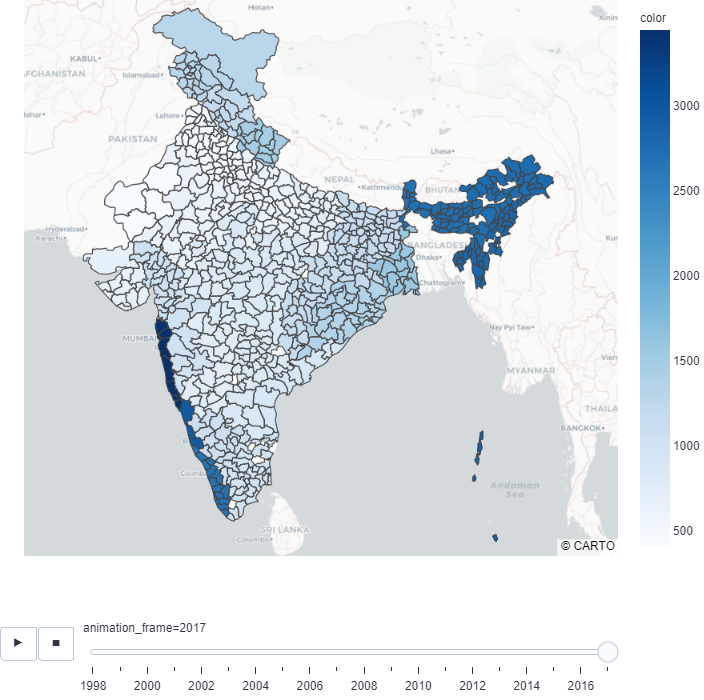 Hotan
color
KABUL
AFGHANISTAN
Islamabad
Lahore
3000
PAKISTAN
Lhasa
NEPAL
Kathmandu
BHUTAN
2500
Hyderabad
Karachi
BANGLADESH
Dhaka
2000
Chattogram
Nay Pyi Taw
MUMBAI
1500
MYANMAR
BANGKOK
1000
Andaman
Sea
SRI LANKA
Colombo
500
© CARTO
animation_frame=2017
1998 2000 2002 2004 2006 2008 2010 2012 2014 2016